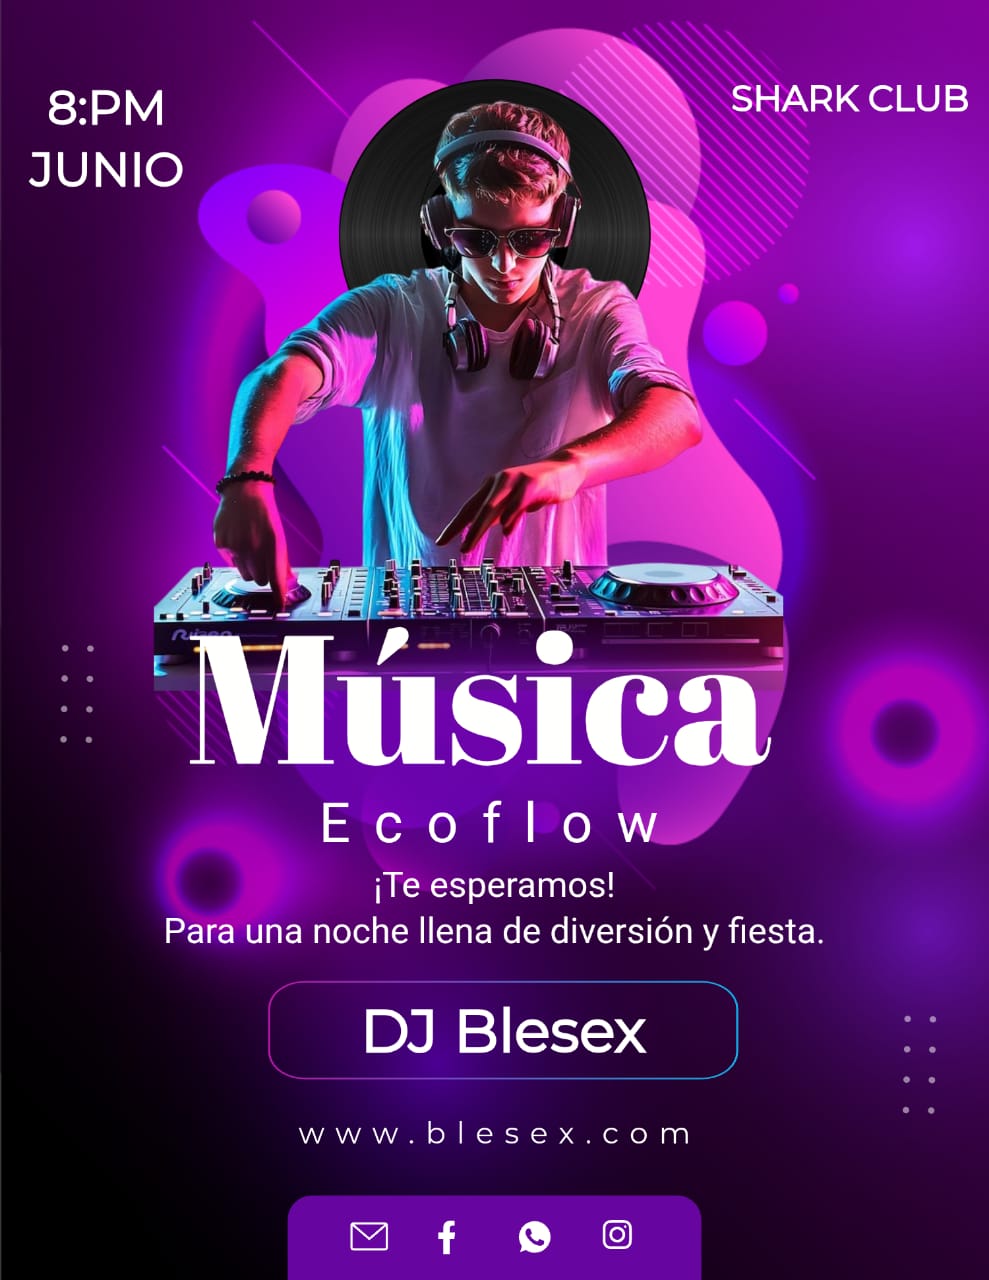 8:PM
JUNIO
SHARK CLUB
Música
Ecoflow
¡Te esperamos!
Para una noche llena de diversión y fiesta.
DJ Blesex
www.blesex.com